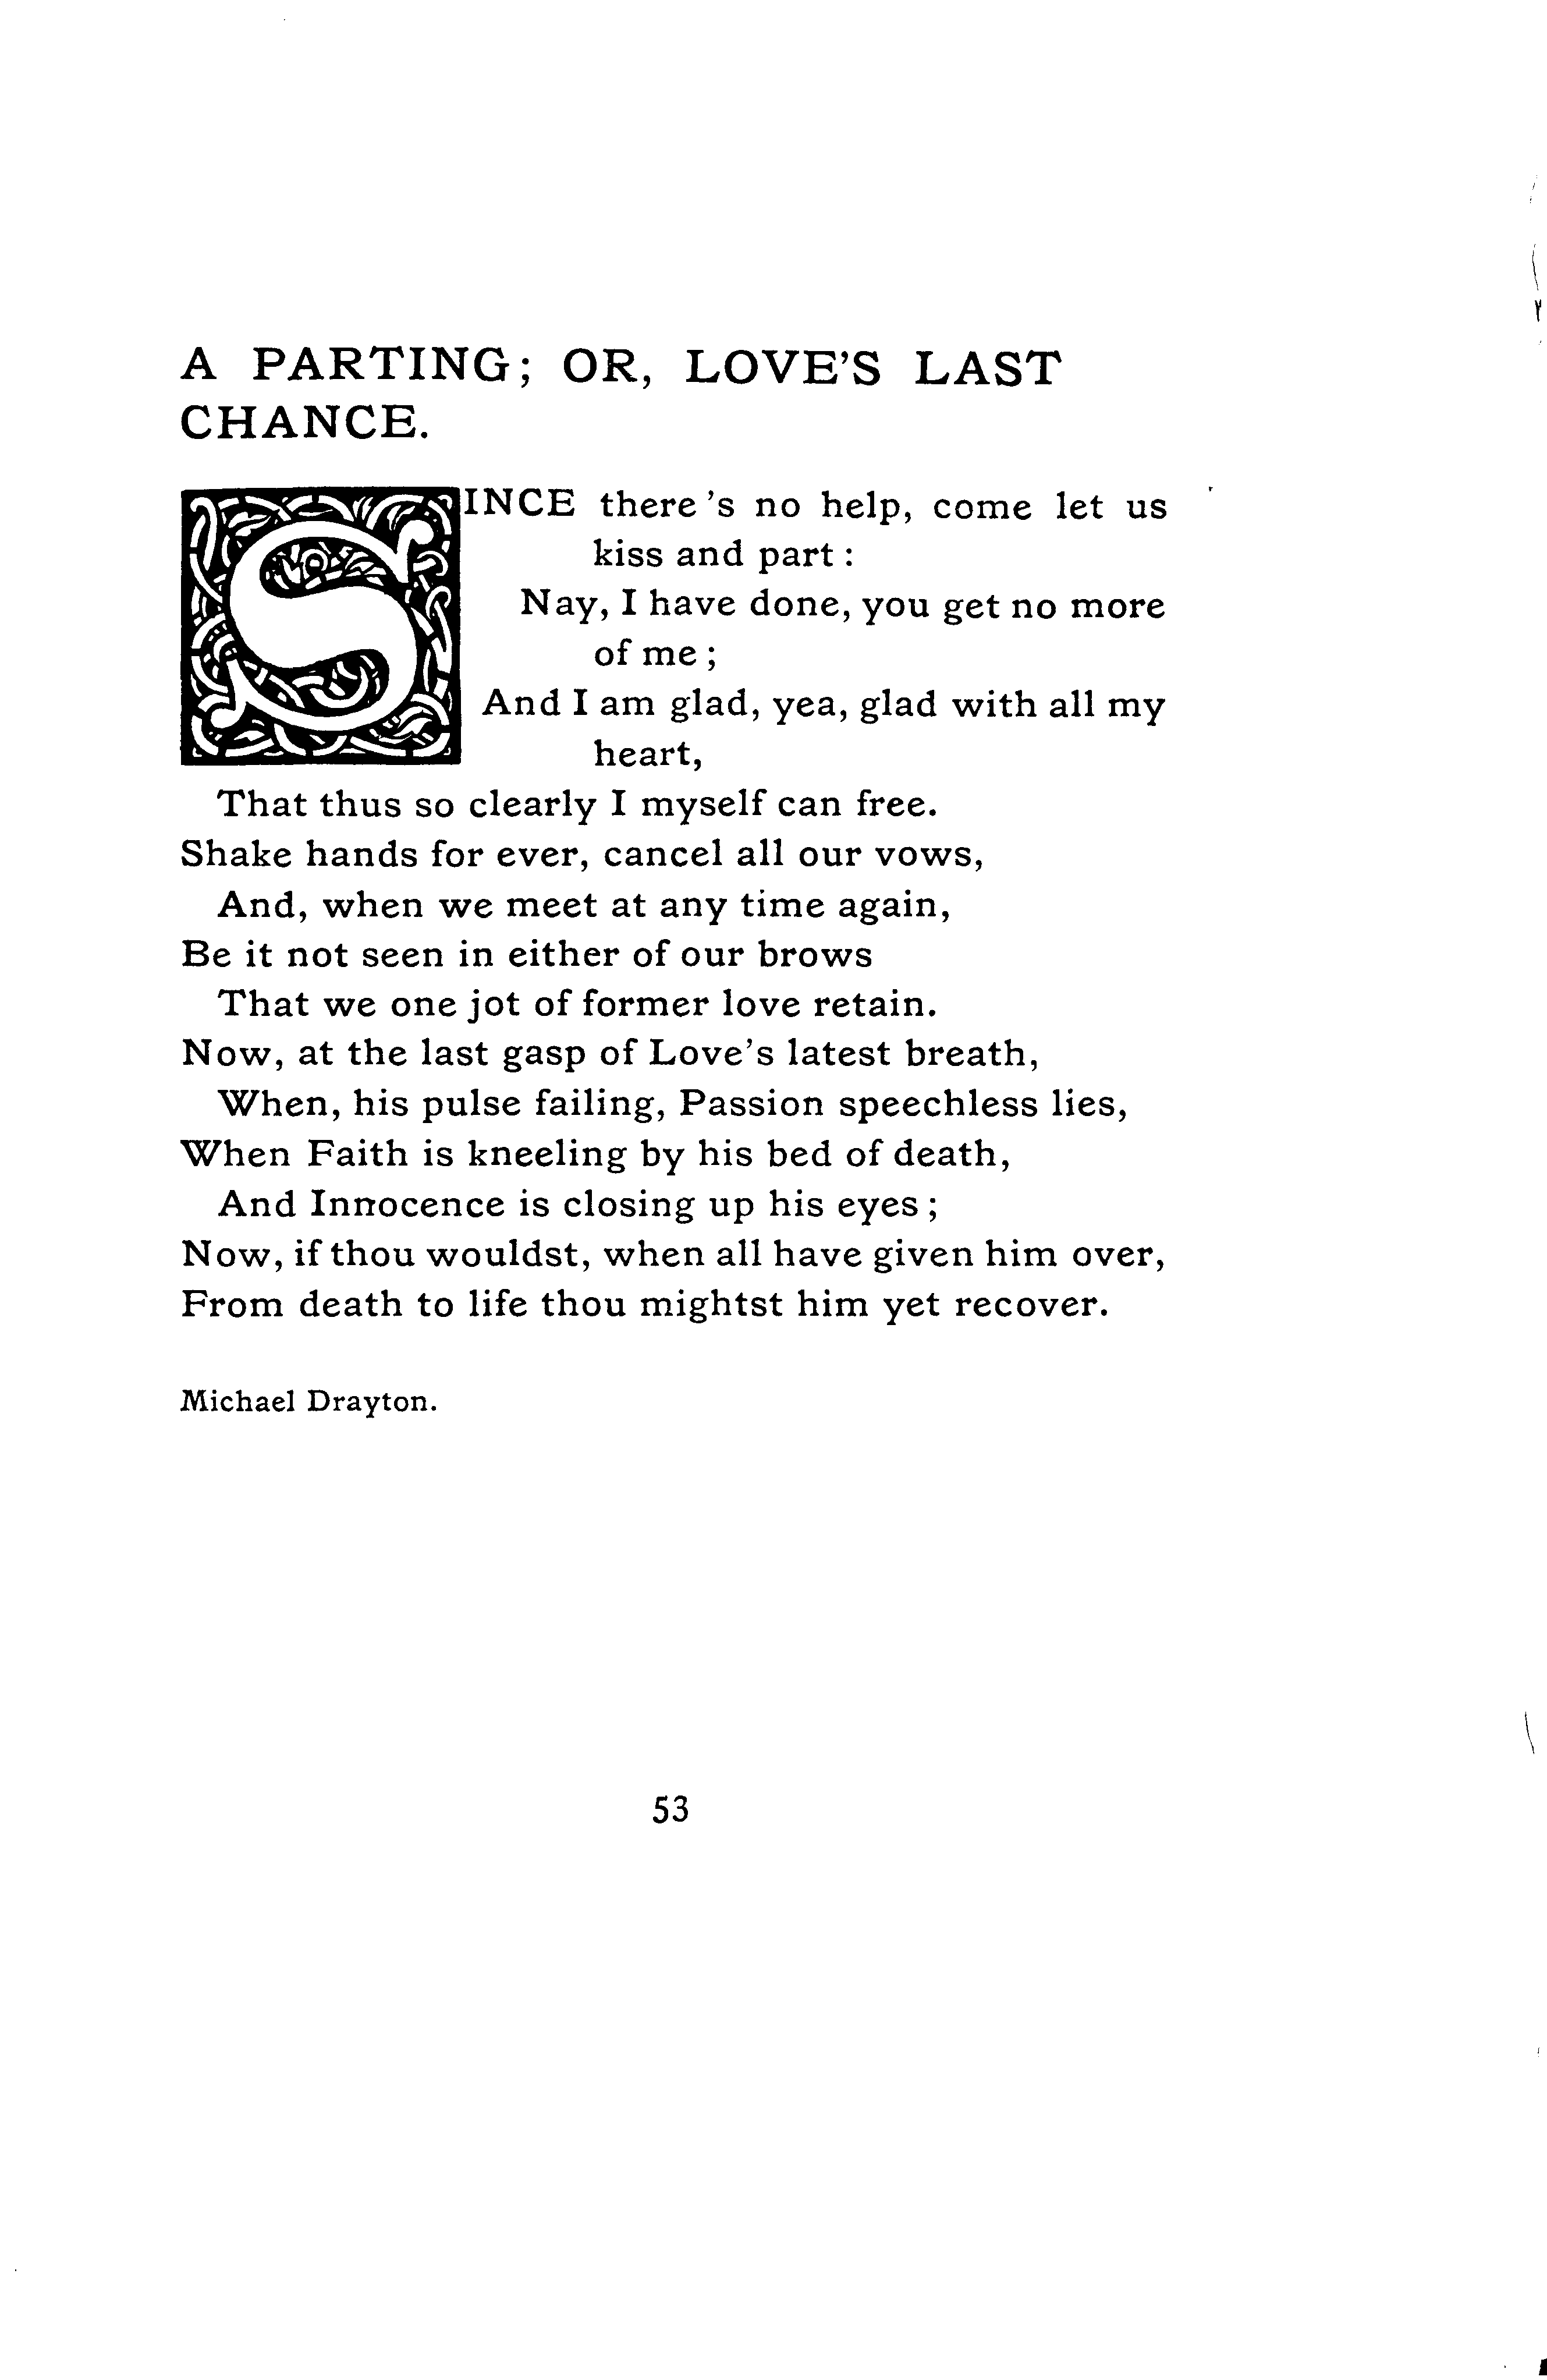 A PARTING; OR, LOVE'S LAST
CHANCE.
SINCE there's no help, come let us
kiss and part :
Nay, I have done, you get no more
of me ;
And I am glad, yea, glad with all my
heart,
That thus so clearly I myself can free.
Shake hands for ever, cancel all our vows,
And, when we meet at any time again,
Be it not seen in either of our brows
That we one jot of former love retain.
Now, at the last gasp of Love's latest breath,
When, his pulse failing, Passion speechless lies,
When Faith is kneeling by his bed of death,
And Innocence is closing up his eyes ;
Now, if thou wouldst, when all have given him over,
From death to life thou mightst him yet recover.
Michael Drayton.
53